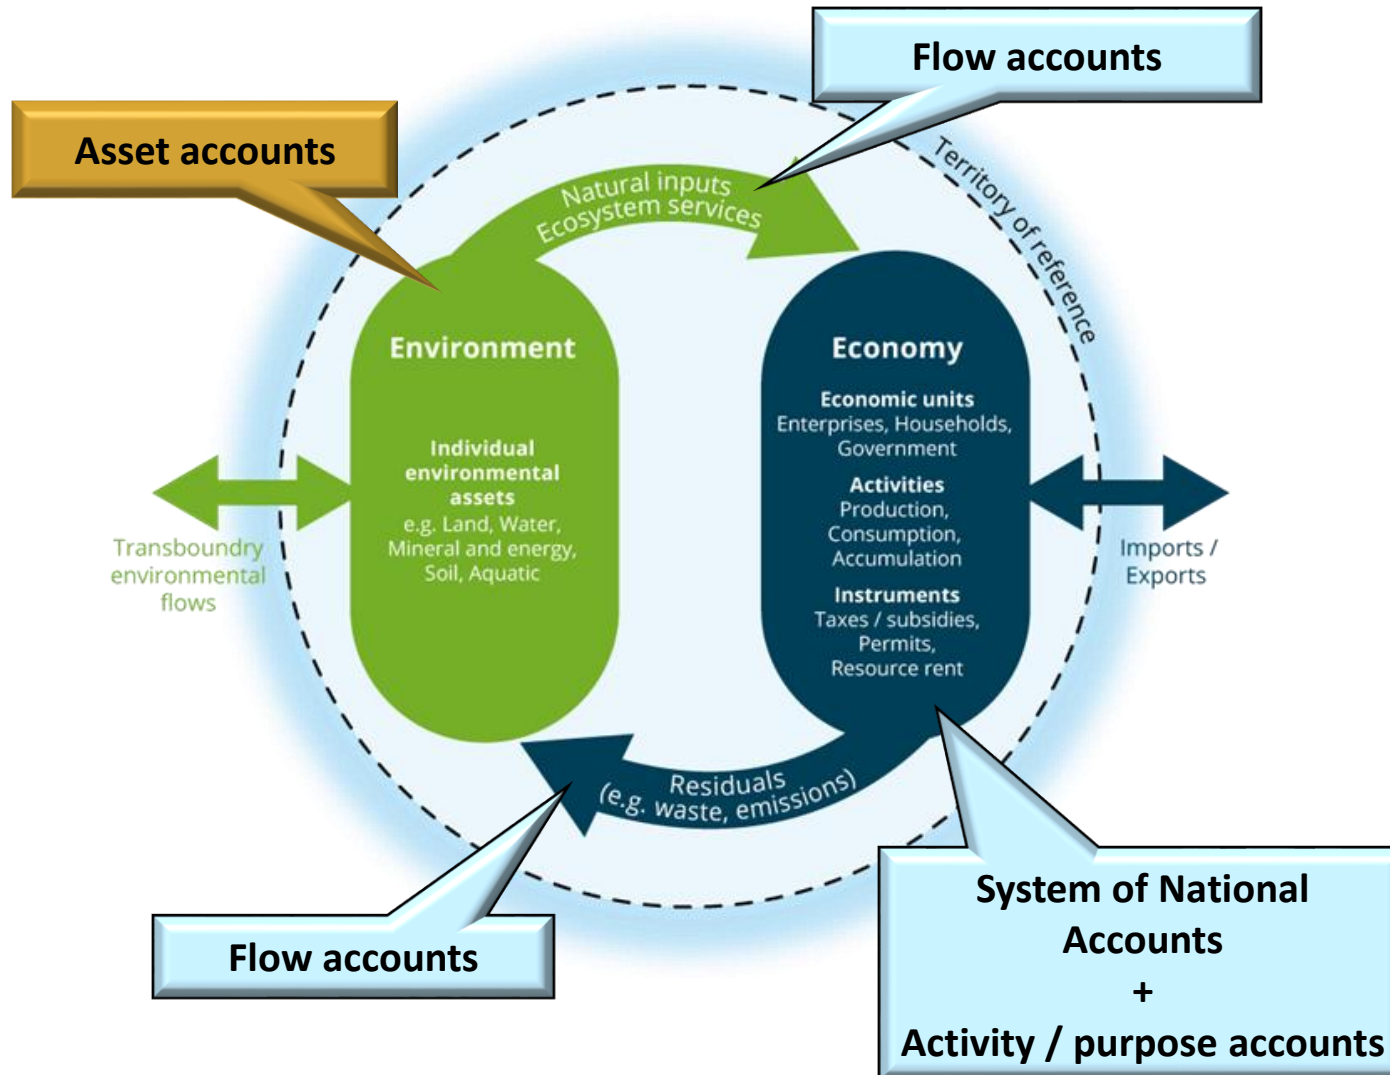 Flow accounts
Asset accounts
Natural inputs
Ecosystem services
Territory of reference
Environment
Individual
environmental
assets
e.g. Land, Water,
Mineral and energy,
Soil, Aquatic
Economy
Economic units
Enterprises, Households,
Government
Activities
Production,
Consumption,
Accumulation
Instruments
Taxes / subsidies,
Permits,
Resource rent
Transboundry
environmental
flows
Imports /
Exports
Residuals
(e.g. waste, emissions)
Flow accounts
System of National
Accounts
+
Activity / purpose accounts